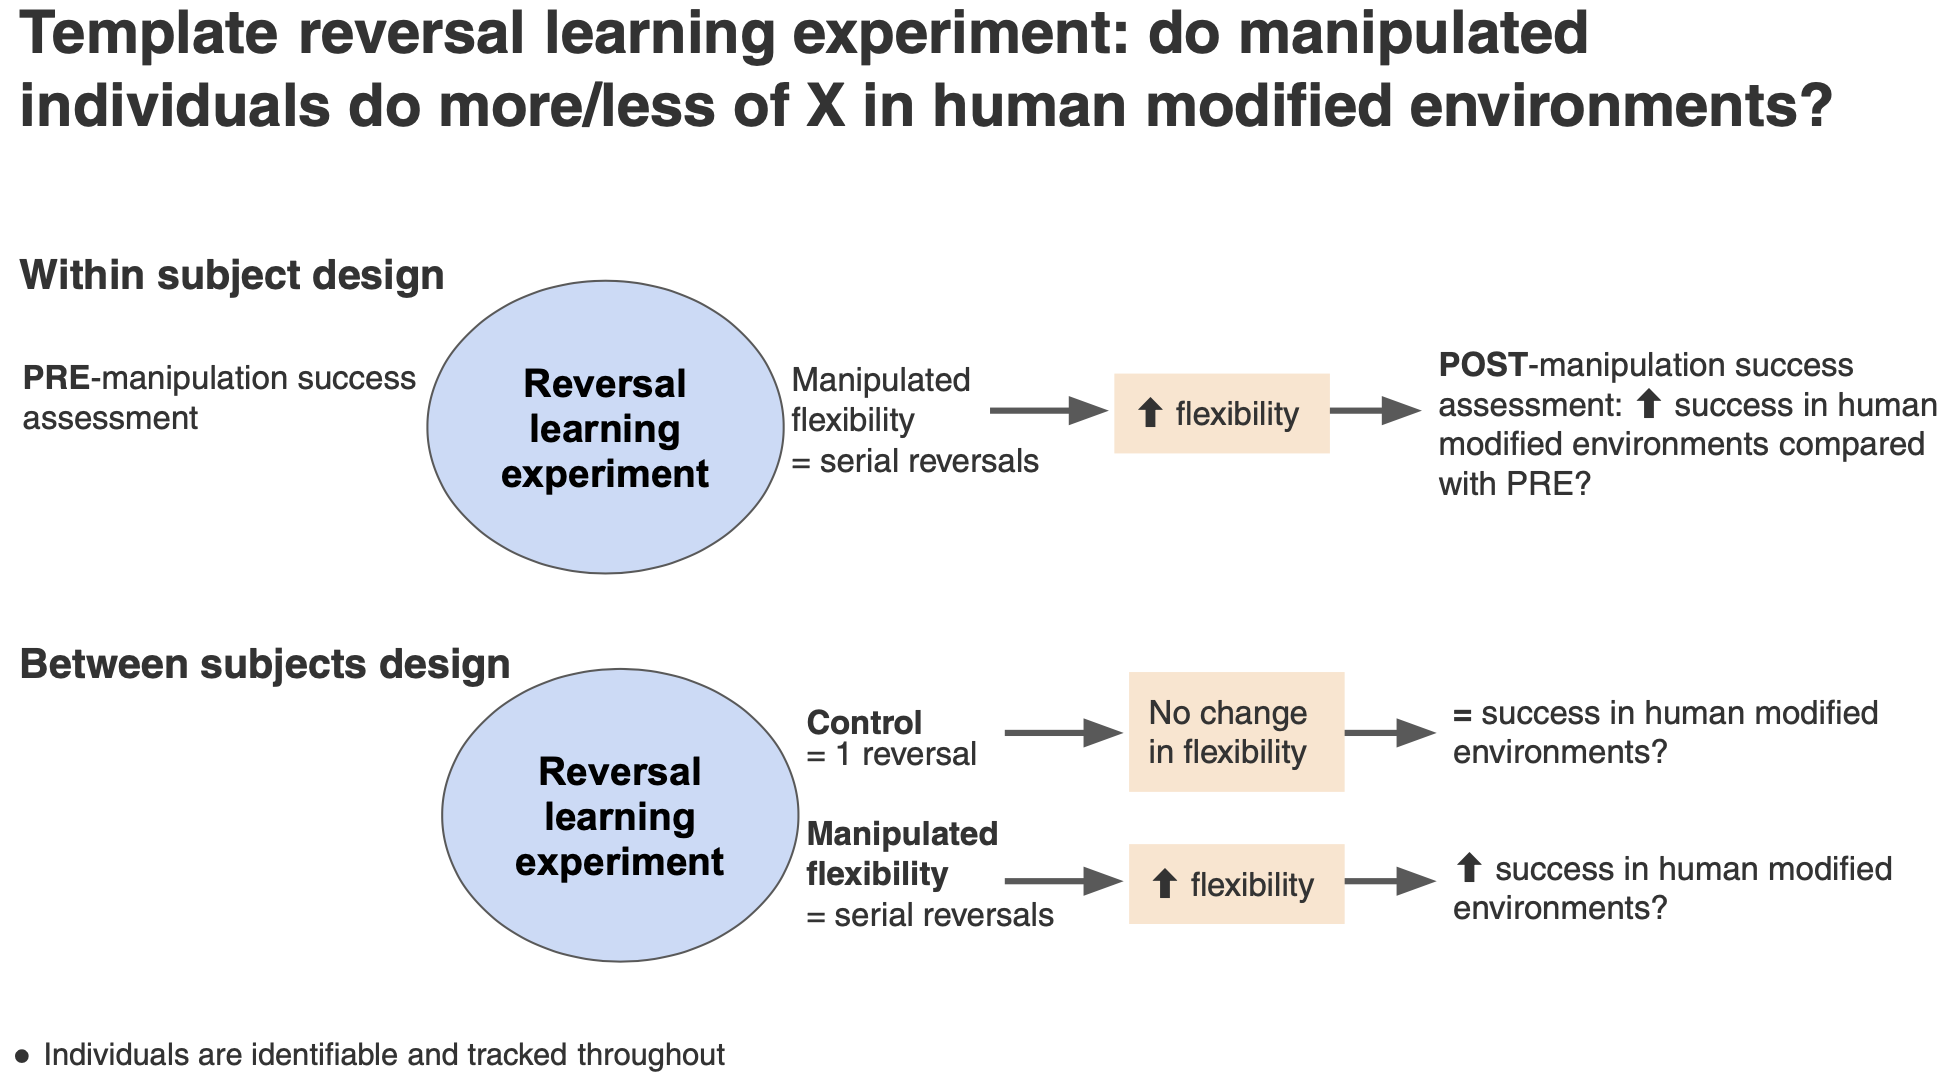 Template reversal learning experiment: do manipulated
individuals do more/less of X in human modified environments?
Within subject design
PRE-manipulation success
assessment
Reversal
learning
experiment
Manipulated
flexibility
= serial reversals
⬆ flexibility
POST-manipulation success
assessment: ⬆ success in human
modified environments compared
with PRE?
Between subjects design
Reversal
learning
experiment
Control
= 1 reversal
No change
in flexibility
= success in human modified
environments?
Manipulated
flexibility
= serial reversals
⬆ flexibility
⬆ success in human modified
environments?
● Individuals are identifiable and tracked throughout